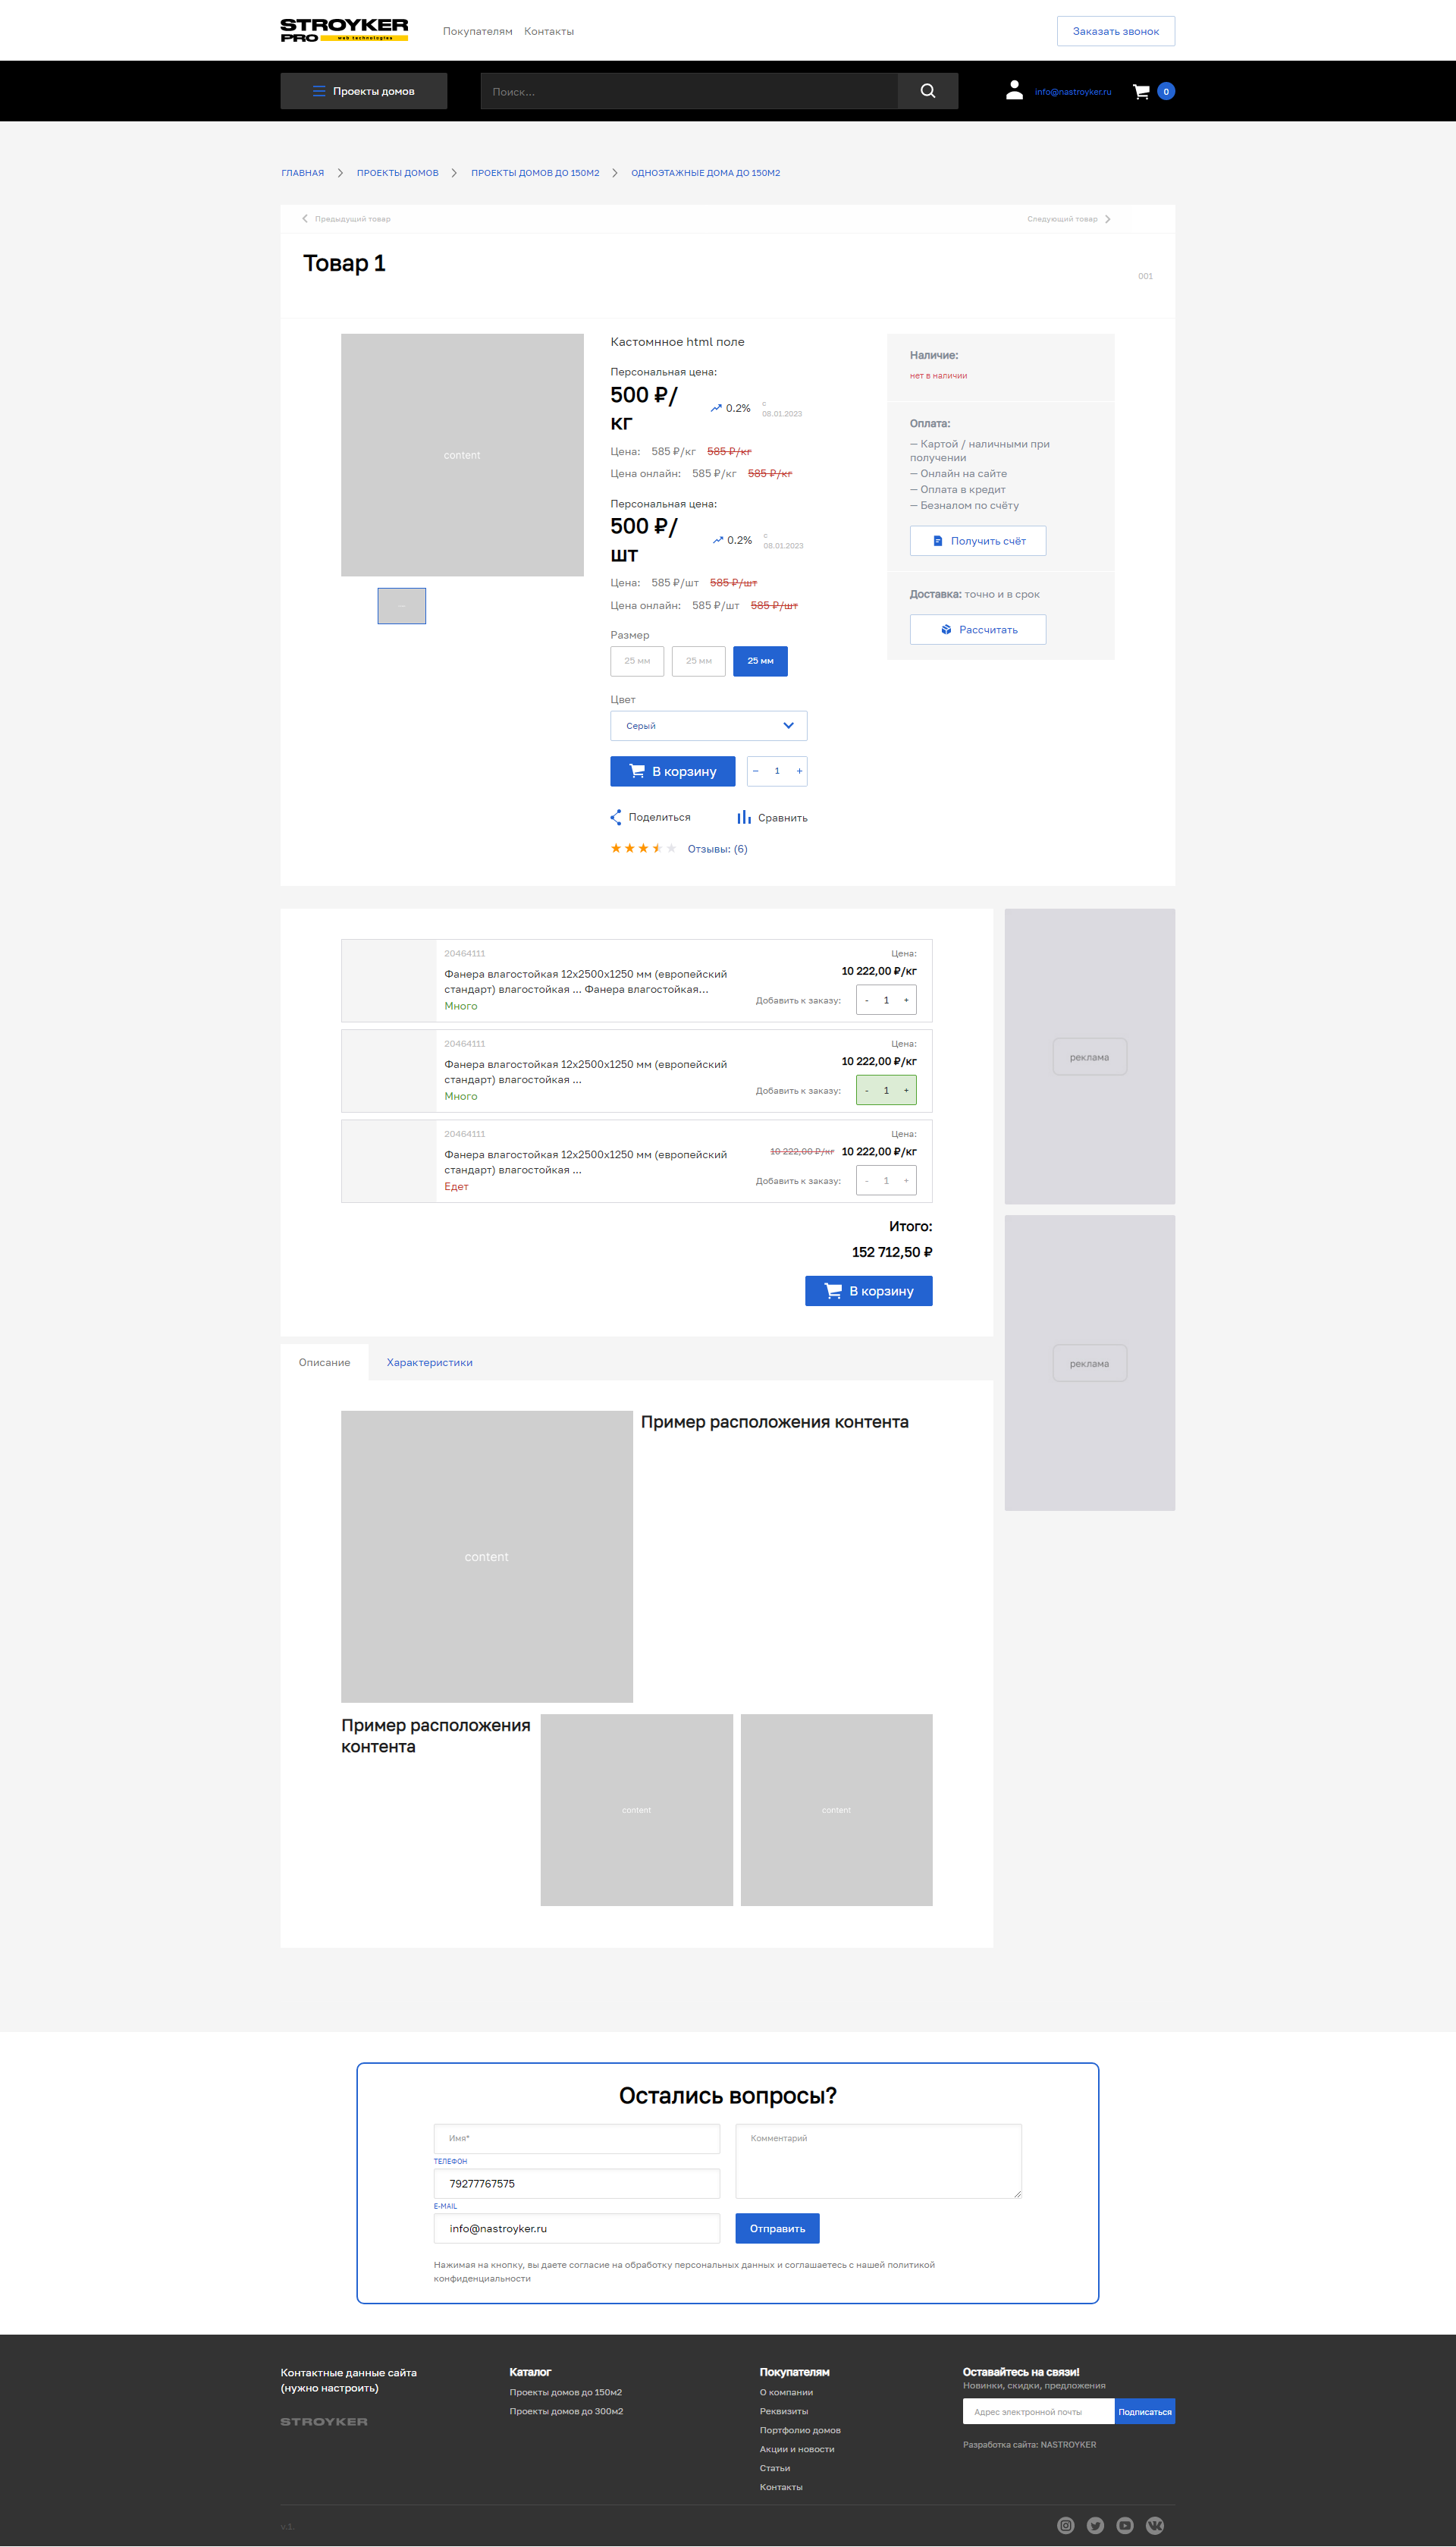 STROYKER
PRO web technologies
Покупателям Контакты
Заказать звонок
Проекты домов
Поиск...
info@nastroyker.ru
0
ГЛАВНАЯ ПРОЕКТЫ ДОМОВ ПРОЕКТЫ ДОМОВ ДО 150М2 ОДНОЭТАЖНЫЕ ДОМА ДО 150М2
Предыдущий товар
Следующий товар
Товар 1
001
content
...
Кастомнное html поле
Персональная цена:
500 ₽/
кг
0.2%
с
08.01.2023
Цена: 585 ₽/кг 585 ₽/кг
Цена онлайн: 585 ₽/кг 585 ₽/кг
Персональная цена:
500 ₽/
шт
0.2%
с
08.01.2023
Цена: 585 ₽/шт 585 ₽/шт
Цена онлайн: 585 ₽/шт 585 ₽/шт
Размер
25 мм 25 мм 25 мм
Цвет
Серый
В корзину
− 1 +
Поделиться Сравнить
Отзывы: (6)
Наличие:
нет в наличии
Оплата:
— Картой / наличными при
получении
— Онлайн на сайте
— Оплата в кредит
— Безналом по счёту
Получить счёт
Доставка: точно и в срок
Рассчитать
20464111
Фанера влагостойкая 12х2500х1250 мм (европейский
стандарт) влагостойкая ... Фанера влагостойкая...
Много
Цена:
10 222,00 ₽/кг
Добавить к заказу: - 1 +
20464111
Фанера влагостойкая 12х2500х1250 мм (европейский
стандарт) влагостойкая ...
Много
Цена:
10 222,00 ₽/кг
Добавить к заказу: - 1 +
20464111
Фанера влагостойкая 12х2500х1250 мм (европейский
стандарт) влагостойкая ...
Едет
Цена:
10 222,00 ₽/кг 10 222,00 ₽/кг
Добавить к заказу: - 1 +
Итого:
152 712,50 ₽
В корзину
реклама
реклама
Описание Характеристики
content
Пример расположения контента
Пример расположения
контента
content
content
Остались вопросы?
Имя*
ТЕЛЕФОН
79277767575
E-MAIL
info@nastroyker.ru
Комментарий
Отправить
Нажимая на кнопку, вы даете согласие на обработку персональных данных и соглашаетесь с нашей политикой
конфиденциальности
Контактные данные сайта
(нужно настроить)
STROYKER
Каталог
Проекты домов до 150м2
Проекты домов до 300м2
Покупателям
О компании
Реквизиты
Портфолио домов
Акции и новости
Статьи
Контакты
Оставайтесь на связи!
Новинки, скидки, предложения
Адрес электронной почты
Подписаться
Разработка сайта: NASTROYKER
v.1.